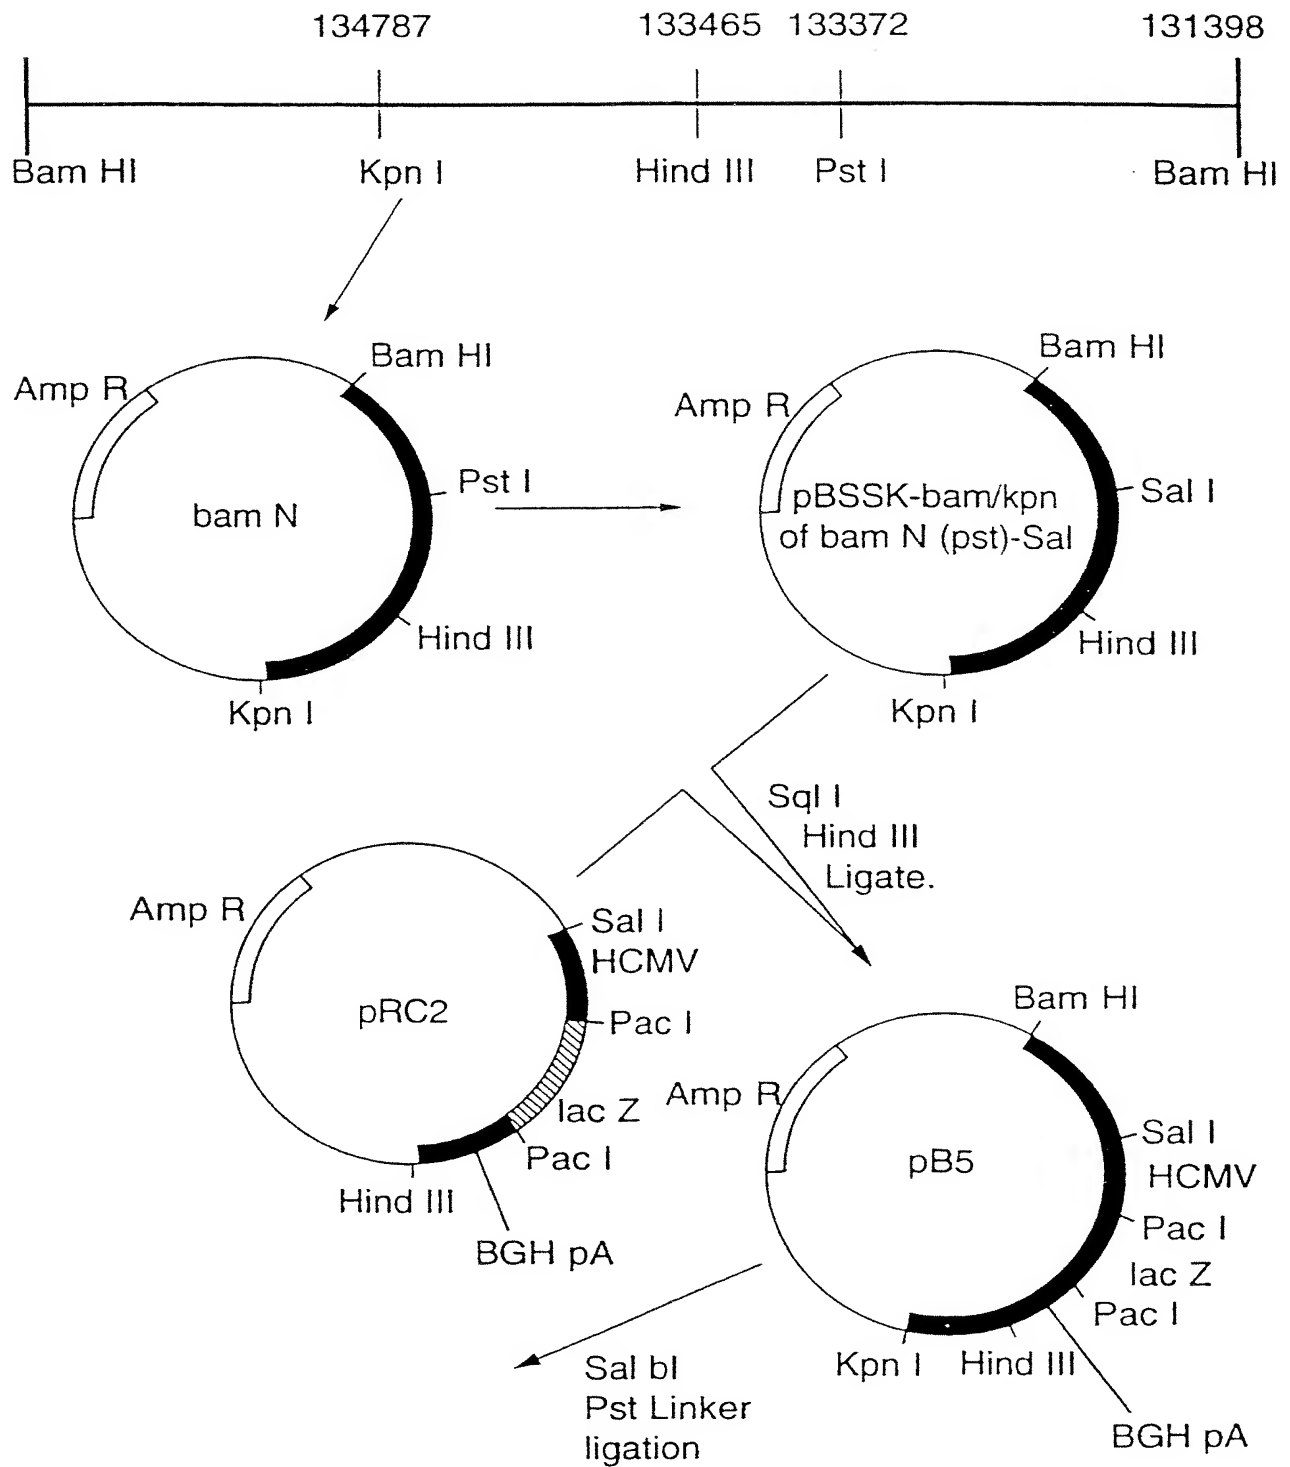 134787 133465 133372 131398
Bam HI Kpn I Hind III Pst I Bam HI
Bam HI
Amp R
Pst I
bam N
Hind III
Kpn I
Bam HI
Amp R
Sal I
pBSSK-bam/kpn
of bam N (pst)-Sal
Hind III
Kpn I
Sql I
Hind III
Ligate.
Amp R
Sal I
HCMV
pRC2
Pac I
lac Z
Pac I
Hind III
BGH pA
Bam HI
Amp R
Sal I
pB5
HCMV
Pac I
lac Z
Pac I
Kpn I
Hind III
BGH pA
Sal bI
Pst Linker
ligation